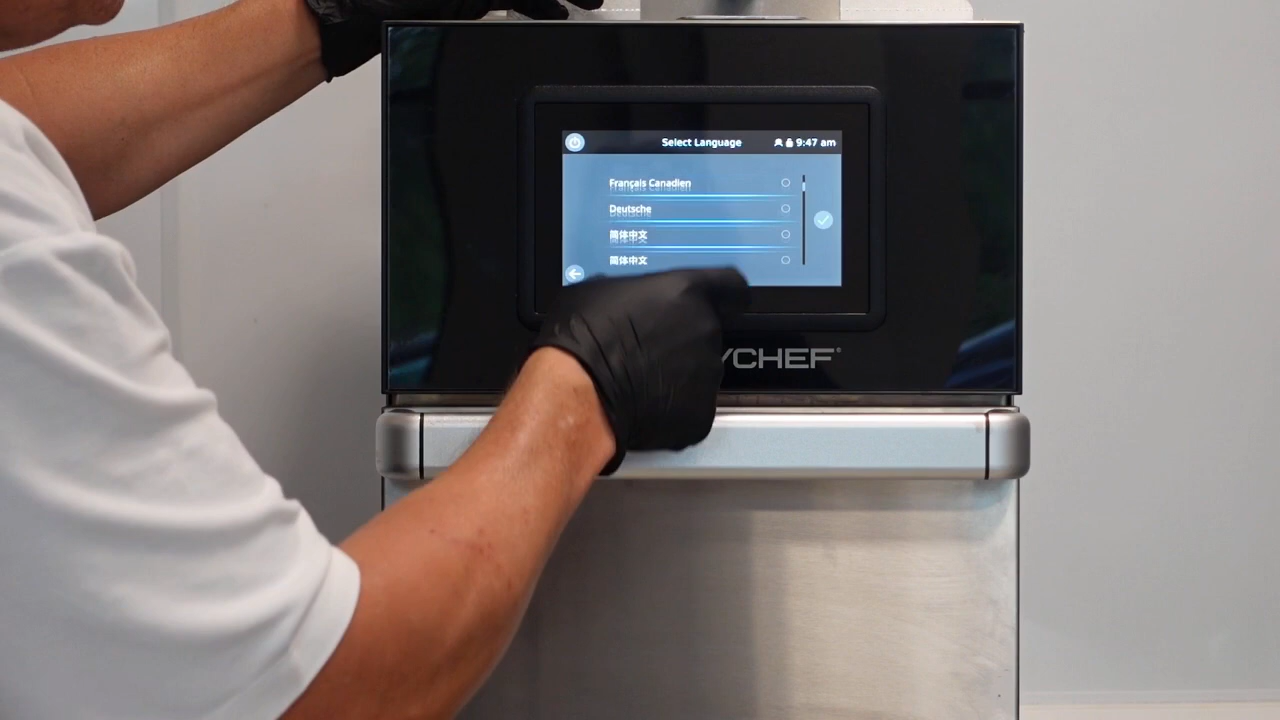 Select Language
9:47 am
Français Canadien
Deutsche
简体中文
简体中文
YCHEF®